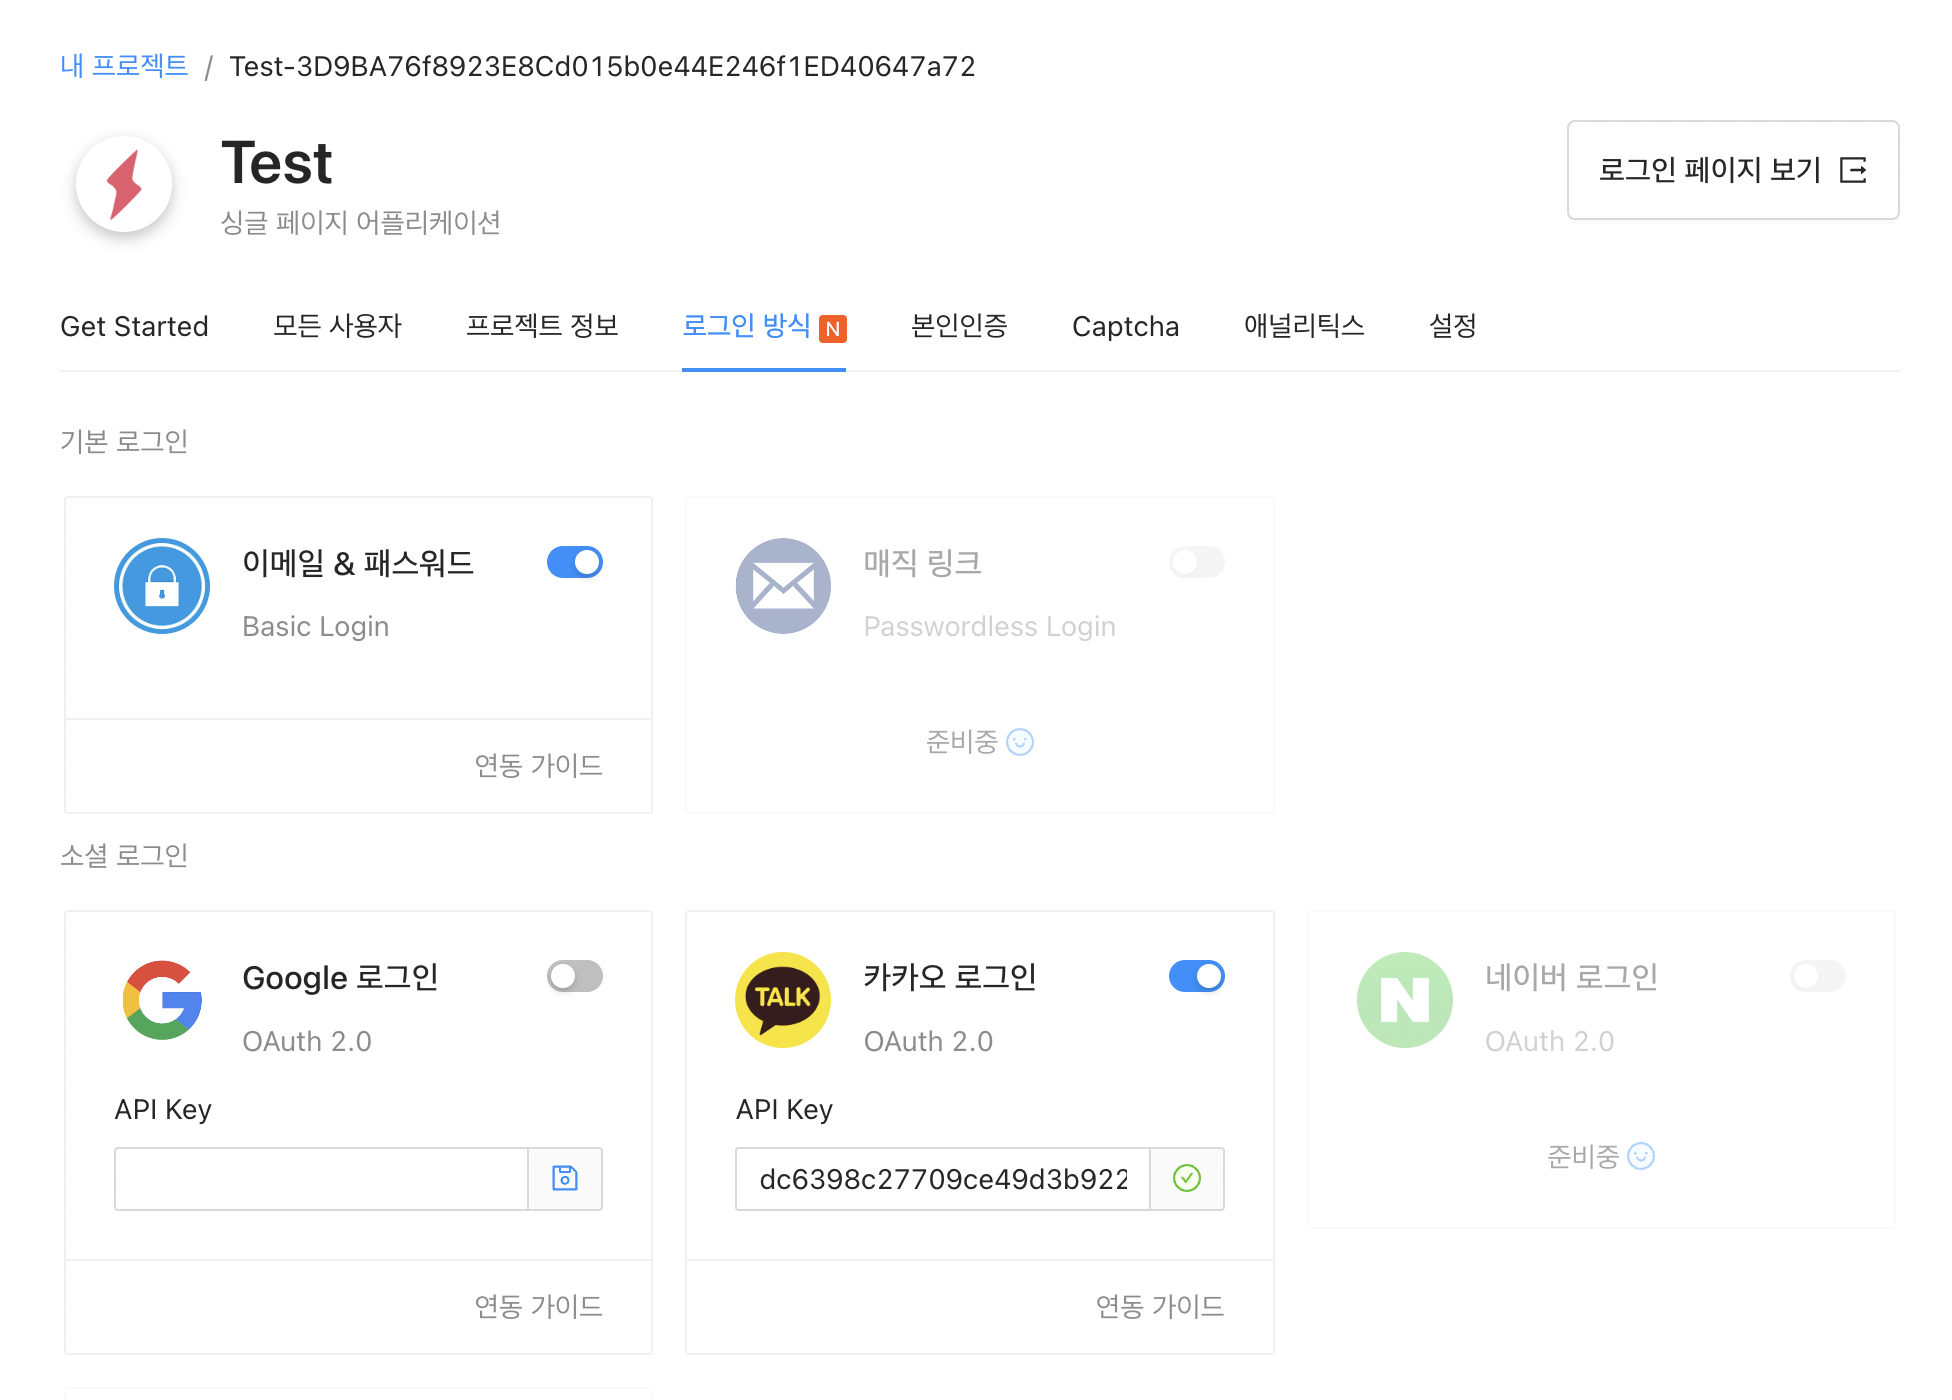 내 프로젝트 / Test-3D9BA76f8923E8Cd015b0e44E246f1ED40647a72
Test
싱글 페이지 어플리케이션
로그인 페이지 보기
Get Started 모든 사용자 프로젝트 정보 로그인 방식 N 본인인증 Captcha 애널리틱스 설정
기본 로그인
이메일 & 패스워드
Basic Login
연동 가이드
매직 링크
Passwordless Login
준비중
소셜 로그인
Google 로그인
OAuth 2.0
API Key
연동 가이드
TALK
카카오 로그인
OAuth 2.0
API Key
dc6398c27709ce49d3b922
연동 가이드
N
네이버 로그인
OAuth 2.0
준비중